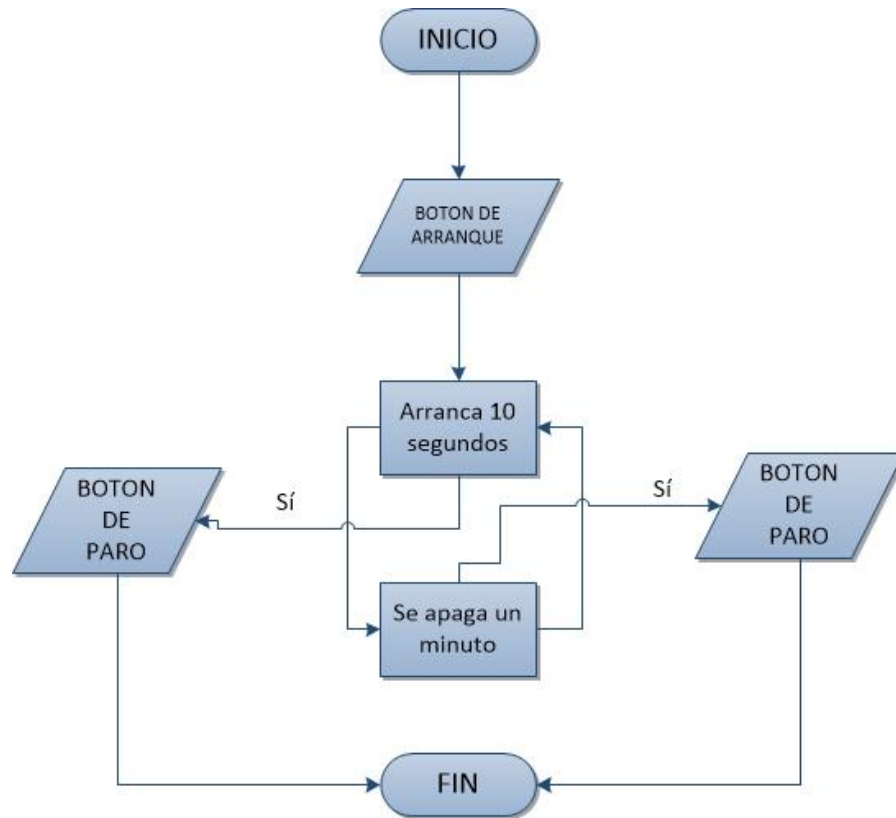 INICIO
BOTON DE
ARRANQUE
Arranca 10
segundos
BOTON
DE
PARO
Sí
Sí
BOTON
DE
PARO
Se apaga un
minuto
FIN